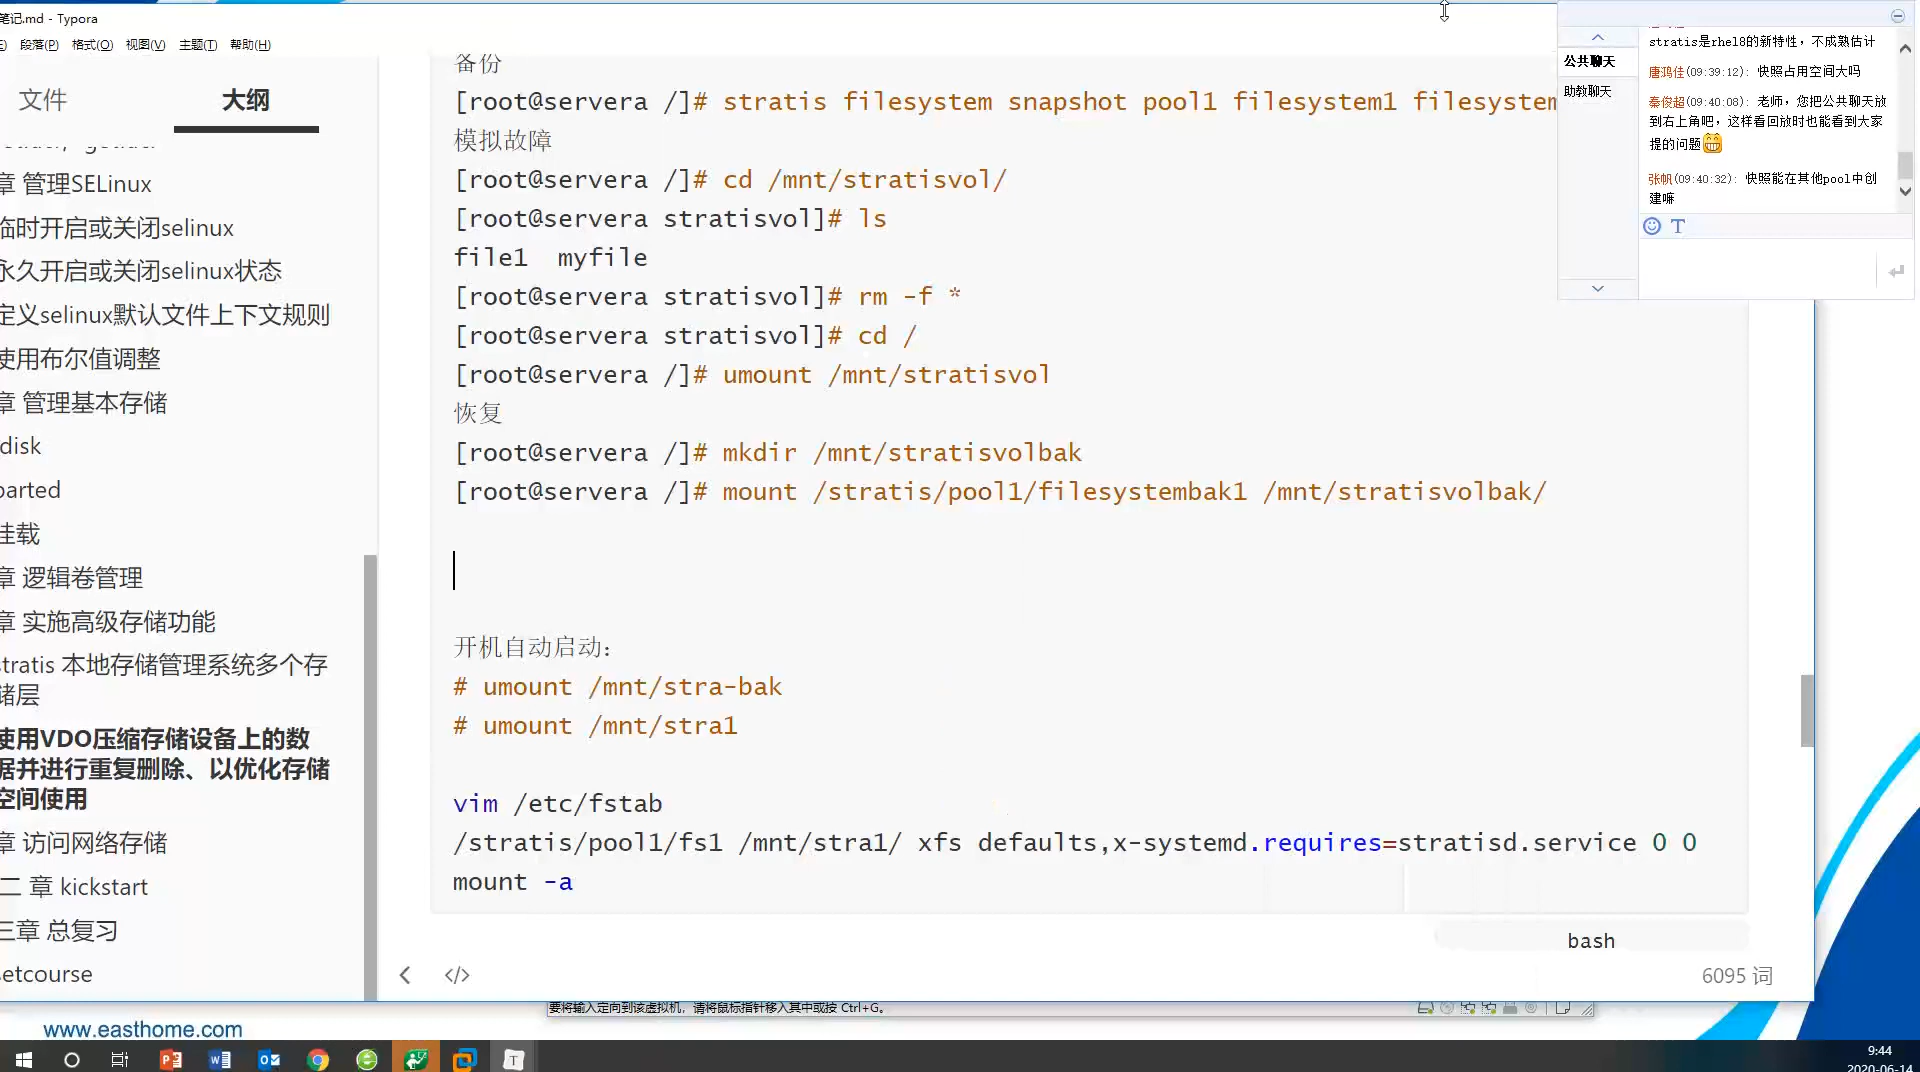 笔记.md - Typora
段落(P) 格式(O) 视图(V) 主题(T) 帮助(H)
文件
大纲
章 管理SELinux
临时开启或关闭selinux
永久开启或关闭selinux状态
定义selinux默认文件上下文规则
使用布尔值调整
章 管理基本存储
disk
parted
挂载
章 逻辑卷管理
章 实施高级存储功能
stratis 本地存储管理系统多个存
储层
使用VDO压缩存储设备上的数
据并进行重复删除、以优化存储
空间使用
章 访问网络存储
二 章 kickstart
三章 总复习
setcourse
备份
[root@servera /]# stratis filesystem snapshot pool1 filesystem1 filesystem
模拟故障
[root@servera /]# cd /mnt/stratisvol/
[root@servera stratisvol]# ls
file1  myfile
[root@servera stratisvol]# rm -f *
[root@servera stratisvol]# cd /
[root@servera /]# umount /mnt/stratisvol
恢复
[root@servera /]# mkdir /mnt/stratisvolbak
[root@servera /]# mount /stratis/pool1/filesystembak1 /mnt/stratisvolbak/
开机自动启动：
# umount /mnt/stra-bak
# umount /mnt/stra1
vim /etc/fstab
/stratis/pool1/fs1 /mnt/stra1/ xfs defaults,x-systemd.requires=stratisd.service 0 0
mount -a
bash
</>
6095 词
公共聊天
助教聊天
stratis是rhel8的新特性，不成熟估计
唐鸿佳(09:39:12): 快照占用空间大吗
秦俊超(09:40:08): 老师，您把公共聊天放
到右上角吧，这样看回放时也能看到大家
提的问题
张帆(09:40:32): 快照能在其他pool中创
建嘛
要将输入定向到该虚拟机，请将鼠标指针移入其中或按 Ctrl+G。
www.easthome.com
9:44
2020-06-14